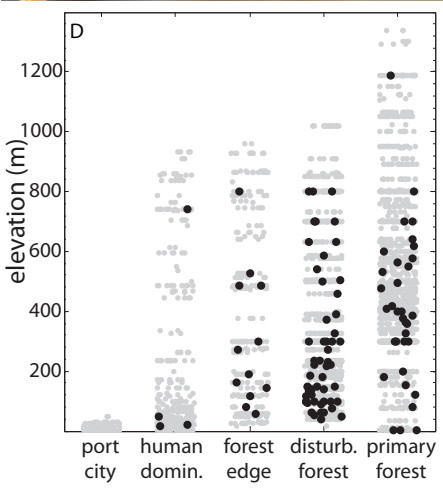 D
1200
1000
800
600
400
200
elevation (m)
port city
human domin.
forest edge
disturb. forest
primary forest